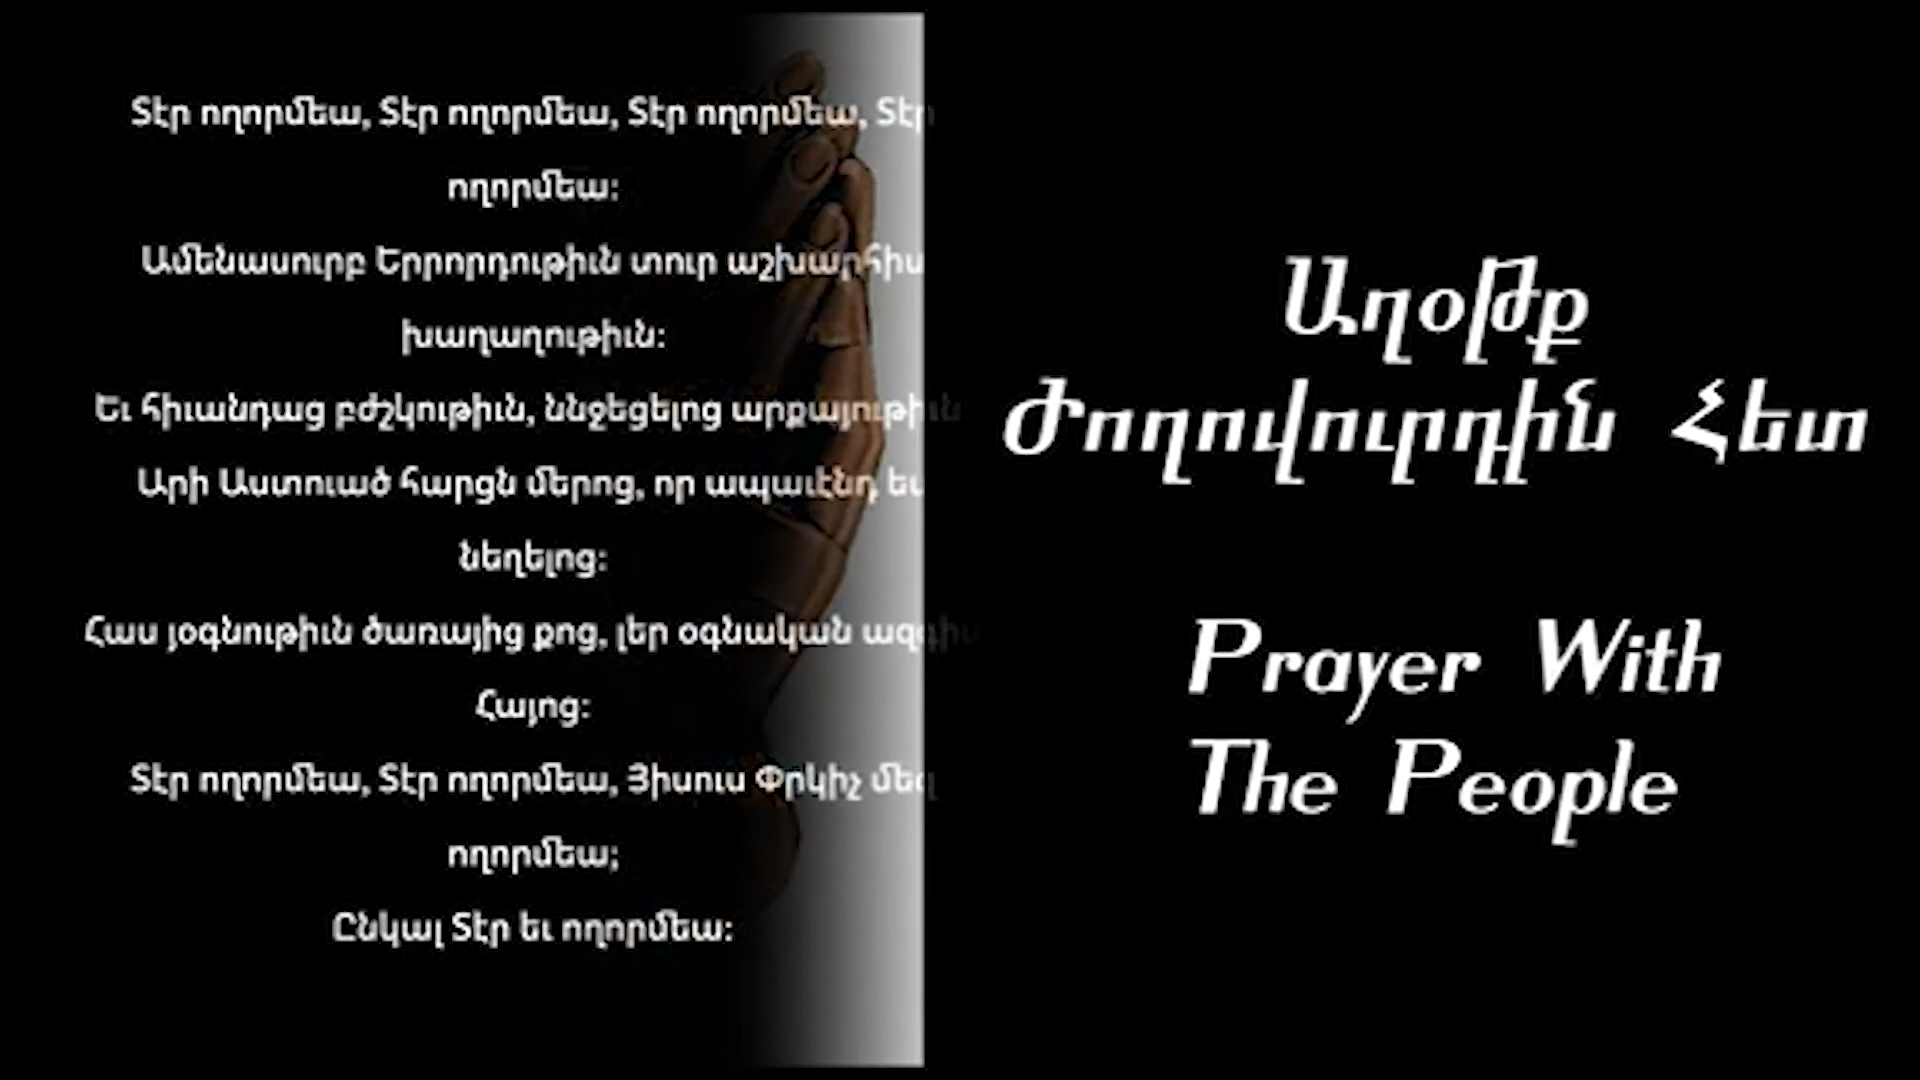 Տէր ողորմեա, Տէր ողորմեա, Տէր ողորմեա, Տէր
ողորմեա։
Ամենասուրբ Երրորդութիւն տուր աշխարհիս
խաղաղութիւն։
Եւ հիւանդաց բժշկութիւն, ննջեցելոց արքայութիւն
Արի Աստուած հարցն մերոց, որ ապաւէնդ ես
նեղելոց։
Հաս յօգնութիւն ծառայից քոց, լեր օգնական ազգիս
Հայոց։
Տէր ողորմեա, Տէր ողորմեա, Յիսուս Փրկիչ մեզ
ողորմեա;
Ընկալ Տէր եւ ողորմեա։
Աղօթք
Ժողովուրդին Հետ
Prayer With
The People